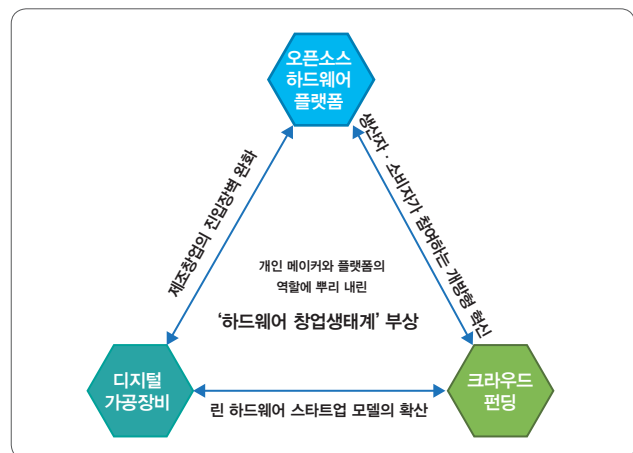 오픈소스
하드웨어
플랫폼
제조창업의 진입장벽 완화
생산자 · 소비자가 참여하는 개방형 혁신
개인 메이커와 플랫폼의
역할에 뿌리 내린
‘하드웨어 창업생태계’ 부상
디지털
가공장비
크라우드
펀딩
린 하드웨어 스타트업 모델의 확산